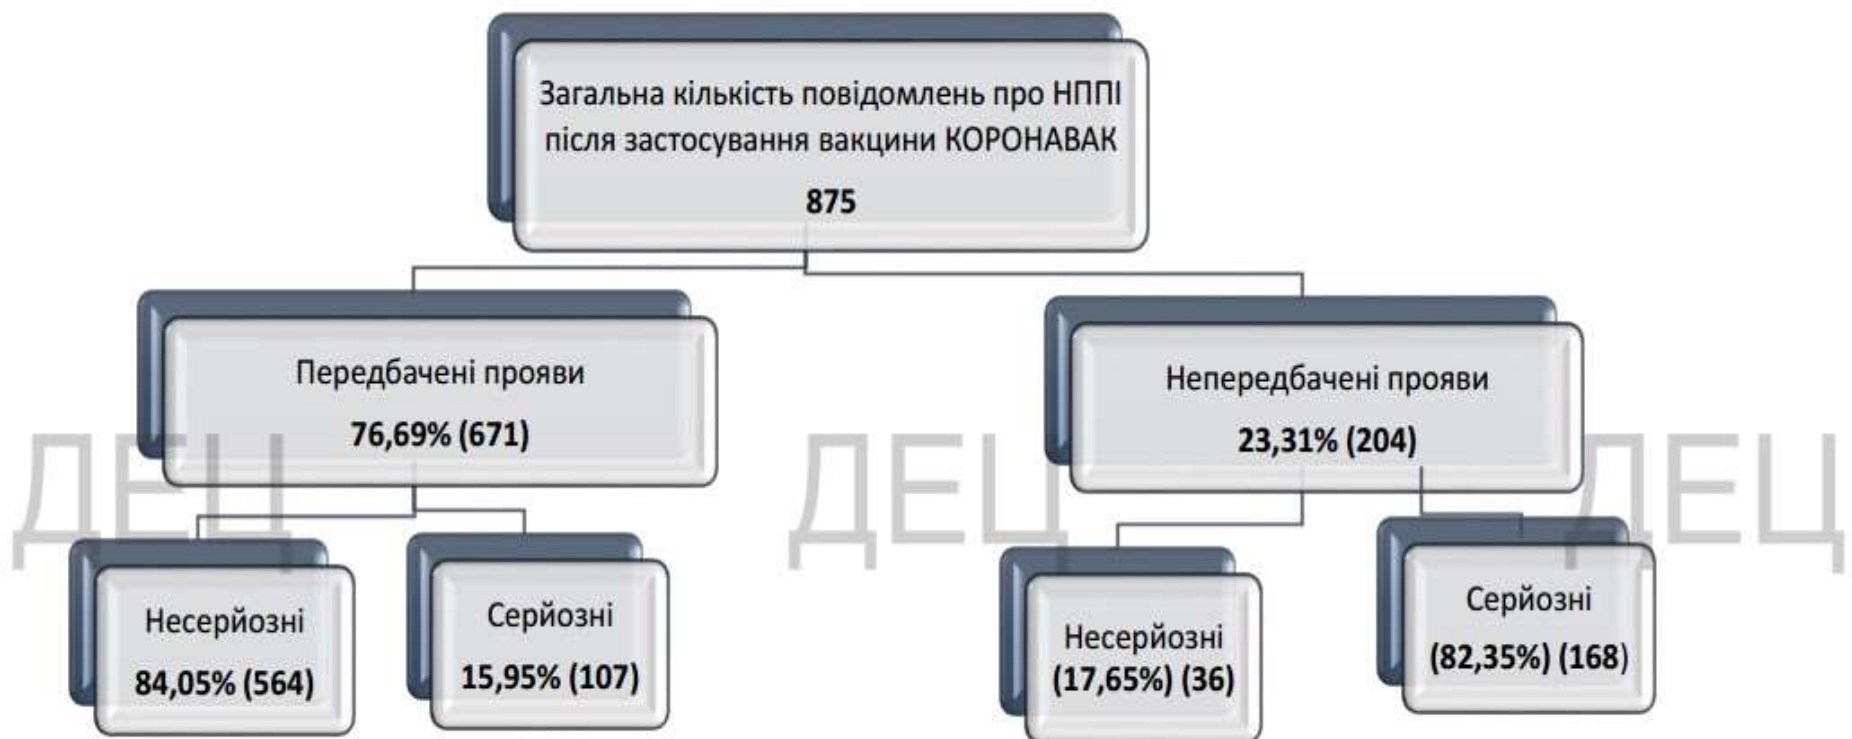 Загальна кількість повідомлень про НППІ
після застосування вакцини КОРОНАВАК
875
Передбачені прояви
76,69% (671)
Непередбачені прояви
23,31% (204)
ДЕЦ
ДЕЦ
ДЕЦ
Несерйозні
84,05% (564)
Серйозні
15,95% (107)
Несерйозні
(17,65%) (36)
Серйозні
(82,35%) (168)